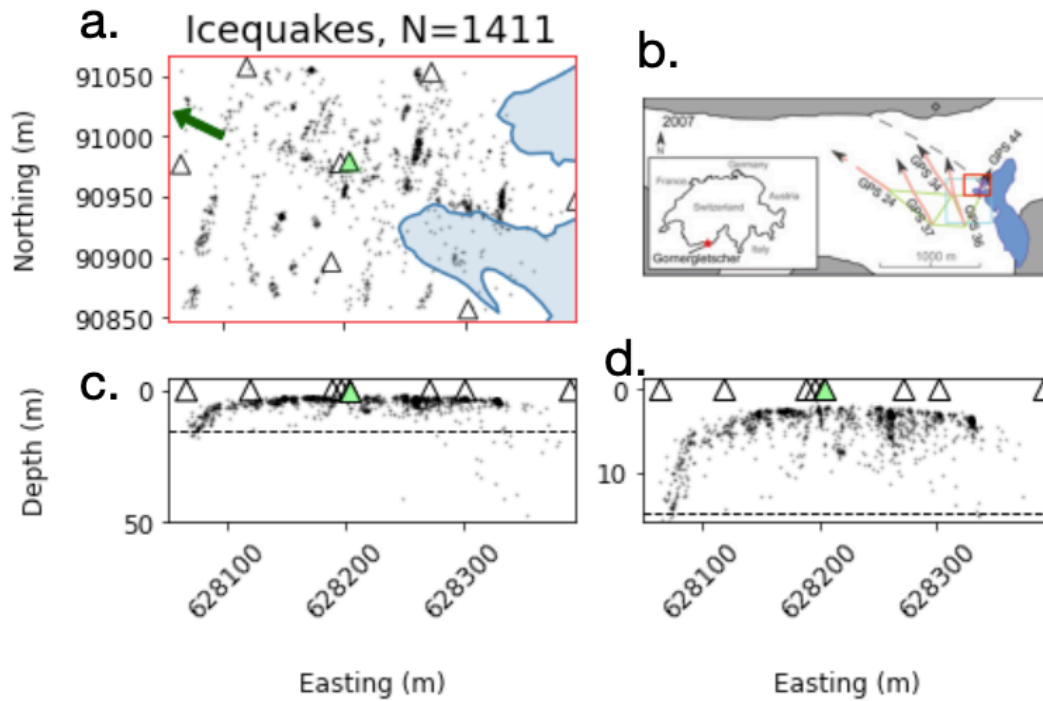 a.
Icequakes, N=1411
Northing (m)
91050
91000
90950
90900
90850
b.
2007
N
Germany
France
Austria
Switzerland
Italy
Gornergletscher
GPS 24
GPS 37
GPS 34
GPS 36
GPS 44
1000 m
c.
Depth (m)
0
50
628100
628200
628300
Easting (m)
d.
0
10
628100
628200
628300
Easting (m)